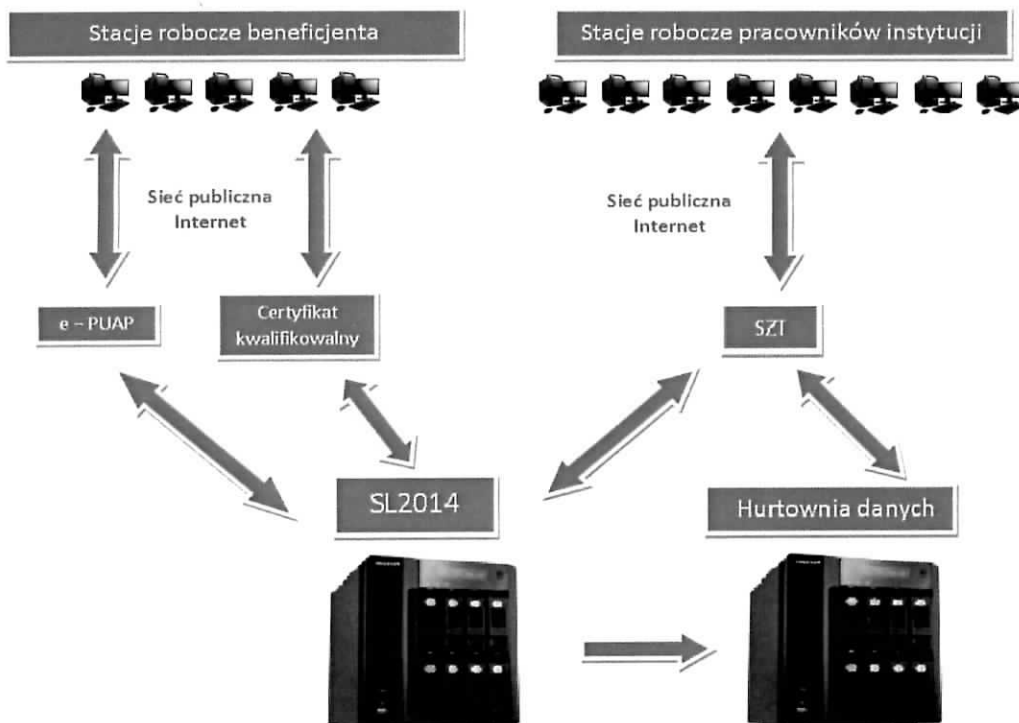 Stacje robocze beneficjenta
Stacje robocze pracowników instytucji
Sieć publiczna
Internet
Sieć publiczna
Internet
e – PUAP
Certyfikat
kwalifikowalny
SZT
SL2014
Hurtownia danych